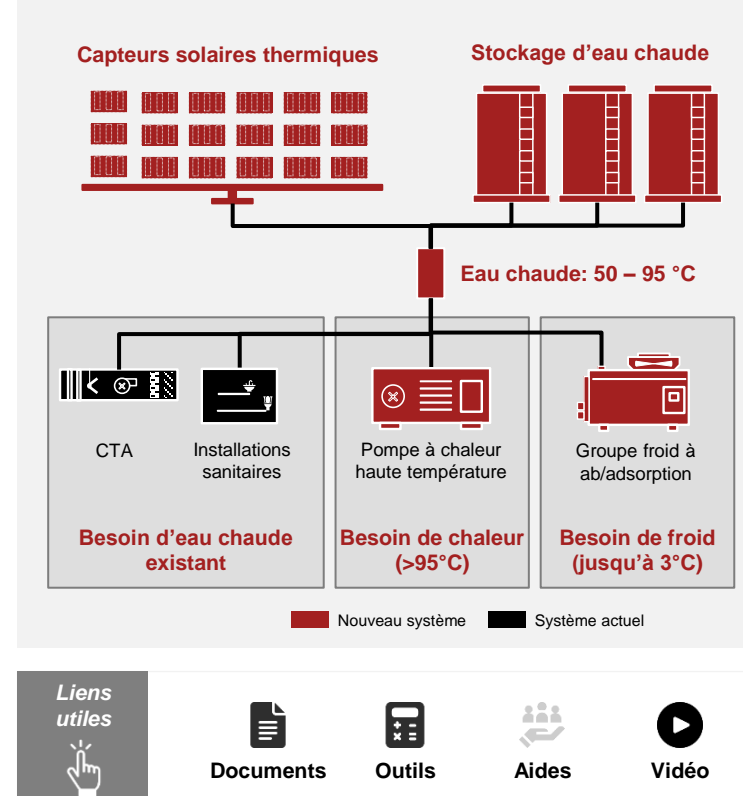 Capteurs solaires thermiques
Stockage d'eau chaude
Eau chaude: 50 – 95 °C
CTA
Installations
sanitaires
Pompe à chaleur
haute température
Groupe froid à
ab/adsorption
Besoin d'eau chaude
existant
Besoin de chaleur
(>95°C)
Besoin de froid
(jusqu'à 3°C)
Nouveau système
Système actuel
Liens
utiles
Documents
Outils
Aides
Vidéo